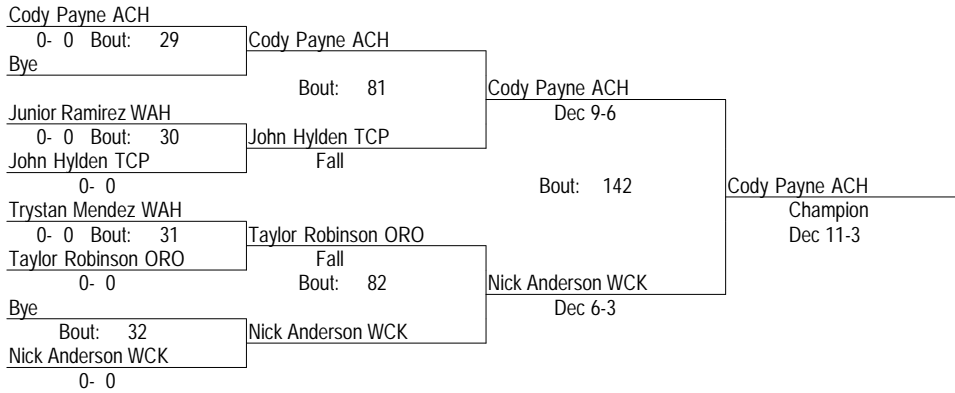 Cody Payne ACH
0- 0 Bout: 29
Bye
Cody Payne ACH
Bout: 81
Junior Ramirez WAH
0- 0 Bout: 30
John Hylden TCP
0- 0
John Hylden TCP
Fall
Cody Payne ACH
Dec 9-6
Trystan Mendez WAH
0- 0 Bout: 31
Taylor Robinson ORO
0- 0
Taylor Robinson ORO
Fall
Bout: 82
Bye
Bout: 32
Nick Anderson WCK
0- 0
Nick Anderson WCK
Nick Anderson WCK
Dec 6-3
Bout: 142
Cody Payne ACH
Champion
Dec 11-3